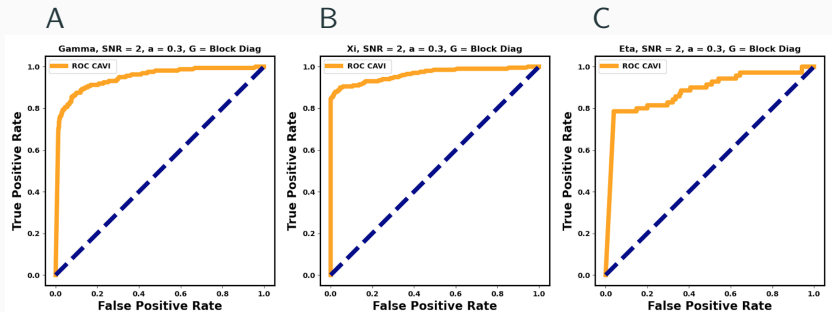 A
Gamma, SNR = 2, a = 0.3, G = Block Diag
ROC CAVI
True Positive Rate
1.0
0.8
0.6
0.4
0.2
0.0
0.0 0.2 0.4 0.6 0.8 1.0
False Positive Rate
B
Xi, SNR = 2, a = 0.3, G = Block Diag
ROC CAVI
True Positive Rate
1.0
0.8
0.6
0.4
0.2
0.0
0.0 0.2 0.4 0.6 0.8 1.0
False Positive Rate
C
Eta, SNR = 2, a = 0.3, G = Block Diag
ROC CAVI
True Positive Rate
1.0
0.8
0.6
0.4
0.2
0.0
0.0 0.2 0.4 0.6 0.8 1.0
False Positive Rate